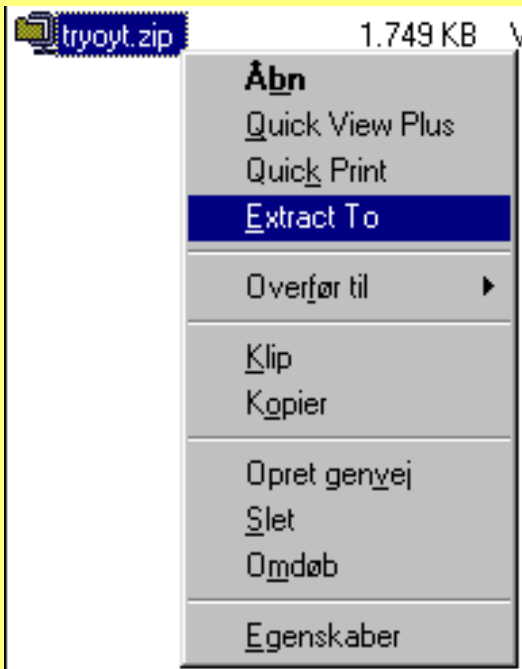 tryoyt.zip 1.749 KB
Åbn
Quick View Plus
Quick Print
Extract To
Overfør til
Klip
Kopier
Opret genvej
Slet
Omdøb
Egenskaber